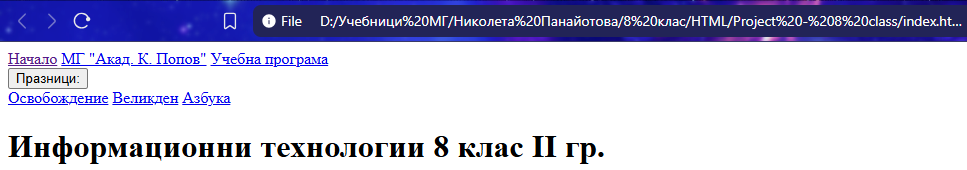 File D:/Учебници%20МГ/Николета%20Панайотова/8%20клас/HTML/Project%20-%208%20class/index.ht...
Начало МГ "Акад. К. Попов" Учебна програма
Празници:
Освобождение Великден Азбука
Информационни технологии 8 клас II гр.